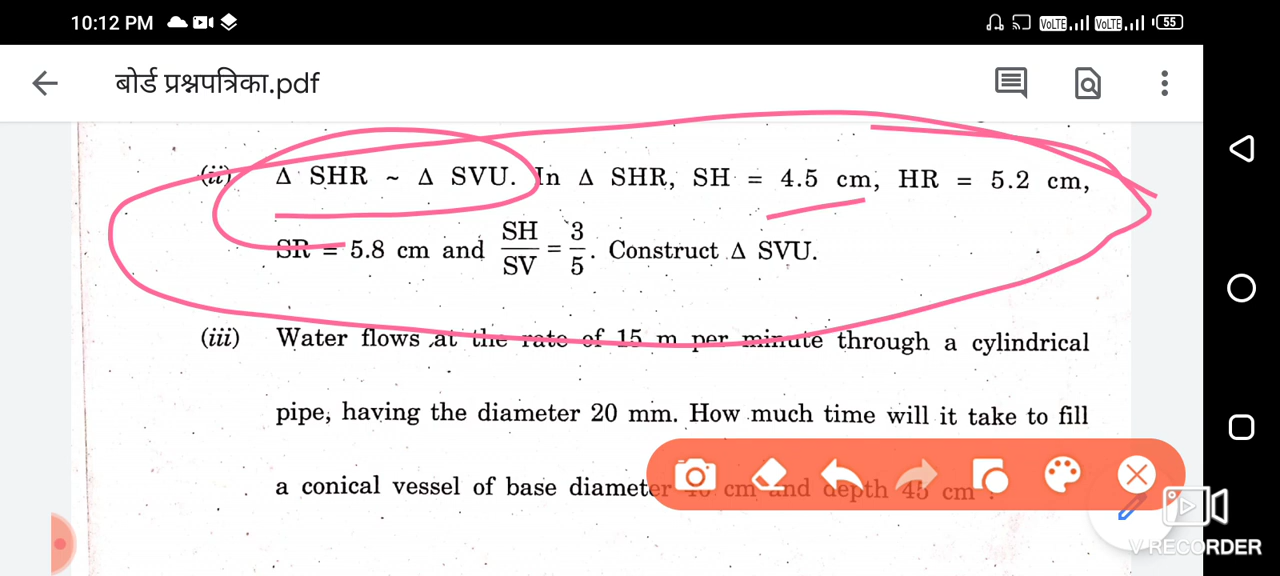 10:12 PM VoLTE VoLTE 55
बोर्ड प्रश्नपत्रिका.pdf
(ii) Δ SHR ~ Δ SVU. In Δ SHR, SH = 4.5 cm, HR = 5.2 cm,
SR = 5.8 cm and SH/SV = 3/5. Construct Δ SVU.
(iii) Water flows at the rate of 15 m per minute through a cylindrical
pipe, having the diameter 20 mm. How much time will it take to fill
a conical vessel of base diameter cm and depth 45 cm
V RECORDER